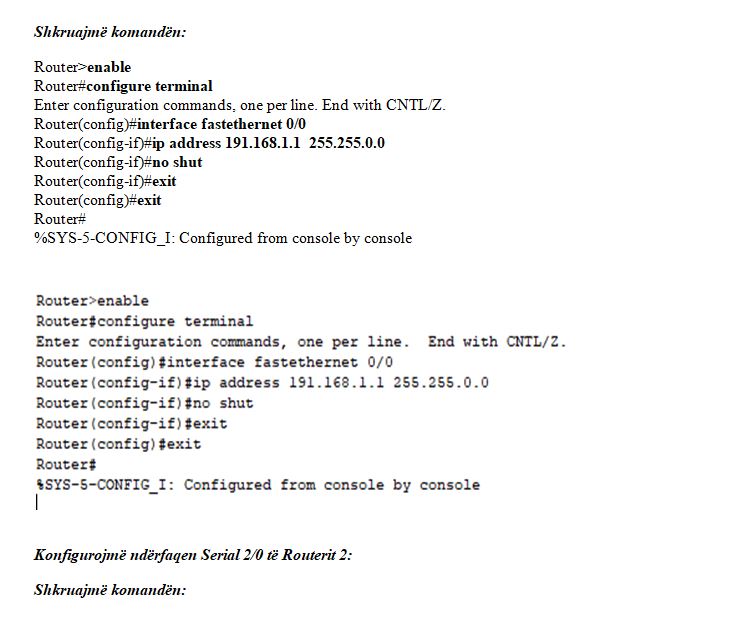 Shkruajmë komandën:
Router>enable
Router#configure terminal
Enter configuration commands, one per line. End with CNTL/Z.
Router(config)#interface fastethernet 0/0
Router(config-if)#ip address 191.168.1.1  255.255.0.0
Router(config-if)#no shut
Router(config-if)#exit
Router(config)#exit
Router#
%SYS-5-CONFIG_I: Configured from console by console
Router>enable
Router#configure terminal
Enter configuration commands, one per line.  End with CNTL/Z.
Router(config)#interface fastethernet 0/0
Router(config-if)#ip address 191.168.1.1 255.255.0.0
Router(config-if)#no shut
Router(config-if)#exit
Router(config)#exit
Router#
%SYS-5-CONFIG_I: Configured from console by console
Konfigurojmë ndërfaqen Serial 2/0 të Routerit 2:
Shkruajmë komandën: